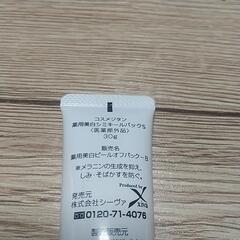 コスメジタン
薬用美白シミキールパックS
<医薬部外品>
30g
販売名
薬用美白ピールオフパックーB
※メラニンの生成を抑え、
しみ・そばかすを防ぐ。
Produced by
発売元
株式会社シーヴァ
0120-71-4076